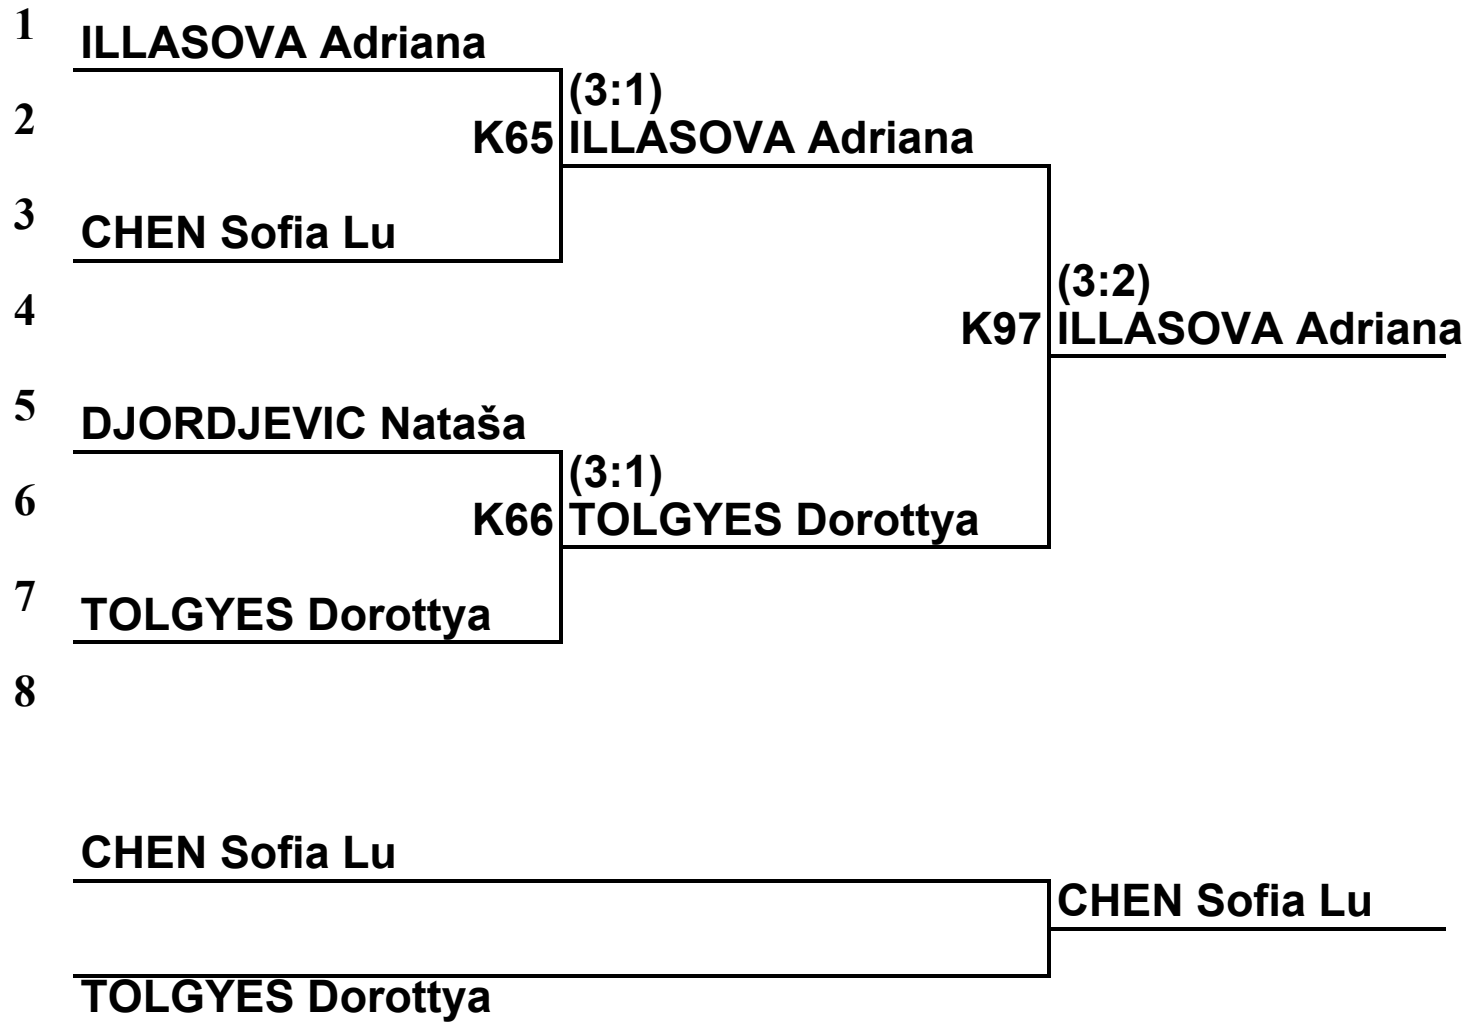 1
ILLASOVA Adriana
(3:1)
2
K65 ILLASOVA Adriana
3
CHEN Sofia Lu
(3:2)
4
K97 ILLASOVA Adriana
5
DJORDJEVIC Nataša
(3:1)
6
K66 TOLGYES Dorottya
7
TOLGYES Dorottya
8
CHEN Sofia Lu
CHEN Sofia Lu
TOLGYES Dorottya